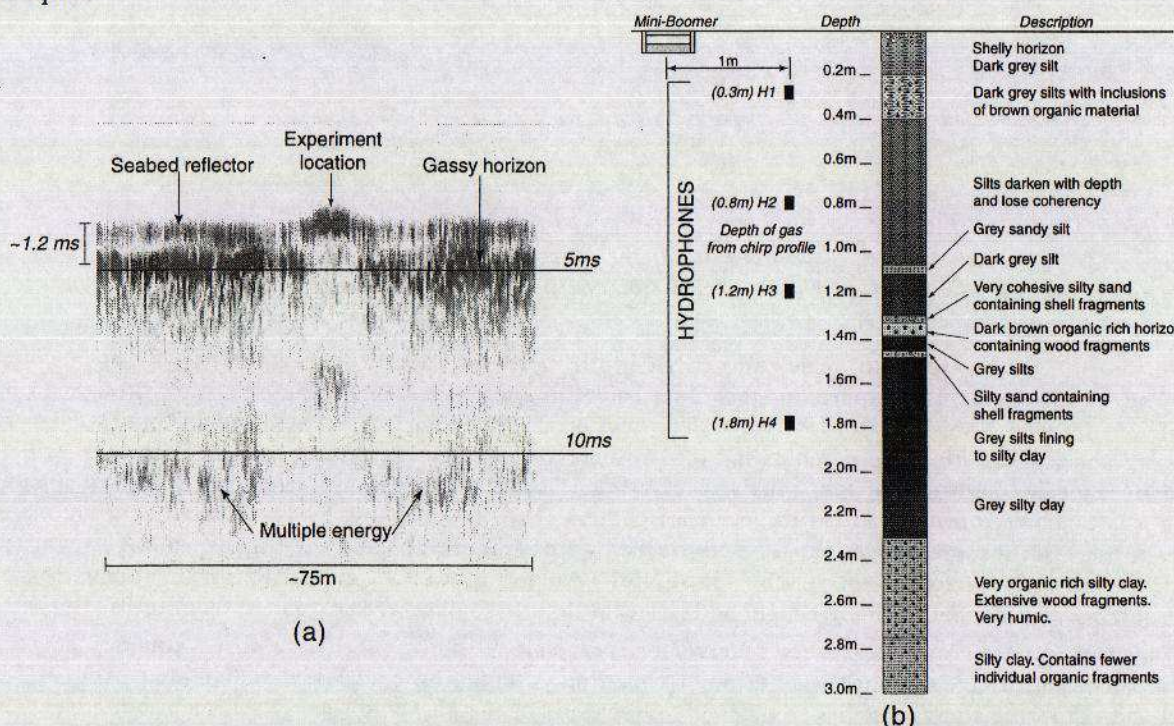 Experiment
location
Seabed reflector
Gassy horizon
~1.2 ms
5ms
10ms
Multiple energy
~75m
(a)
Mini-Boomer
Depth
Description
1m
HYDROPHONES
(0.3m) H1
(0.8m) H2
Depth of gas
from chirp profile
(1.2m) H3
(1.8m) H4
0.2m
0.4m
0.6m
0.8m
1.0m
1.2m
1.4m
1.6m
1.8m
2.0m
2.2m
2.4m
2.6m
2.8m
3.0m
Shelly horizon
Dark grey silt
Dark grey silts with inclusions
of brown organic material
Silts darken with depth
and lose coherency
Grey sandy silt
Dark grey silt
Very cohesive silty sand
containing shell fragments
Dark brown organic rich horizo
containing wood fragments
Grey silts
Silty sand containing
shell fragments
Grey silts fining
to silty clay
Grey silty clay
Very organic rich silty clay.
Extensive wood fragments.
Very humic.
Silty clay. Contains fewer
individual organic fragments
(b)